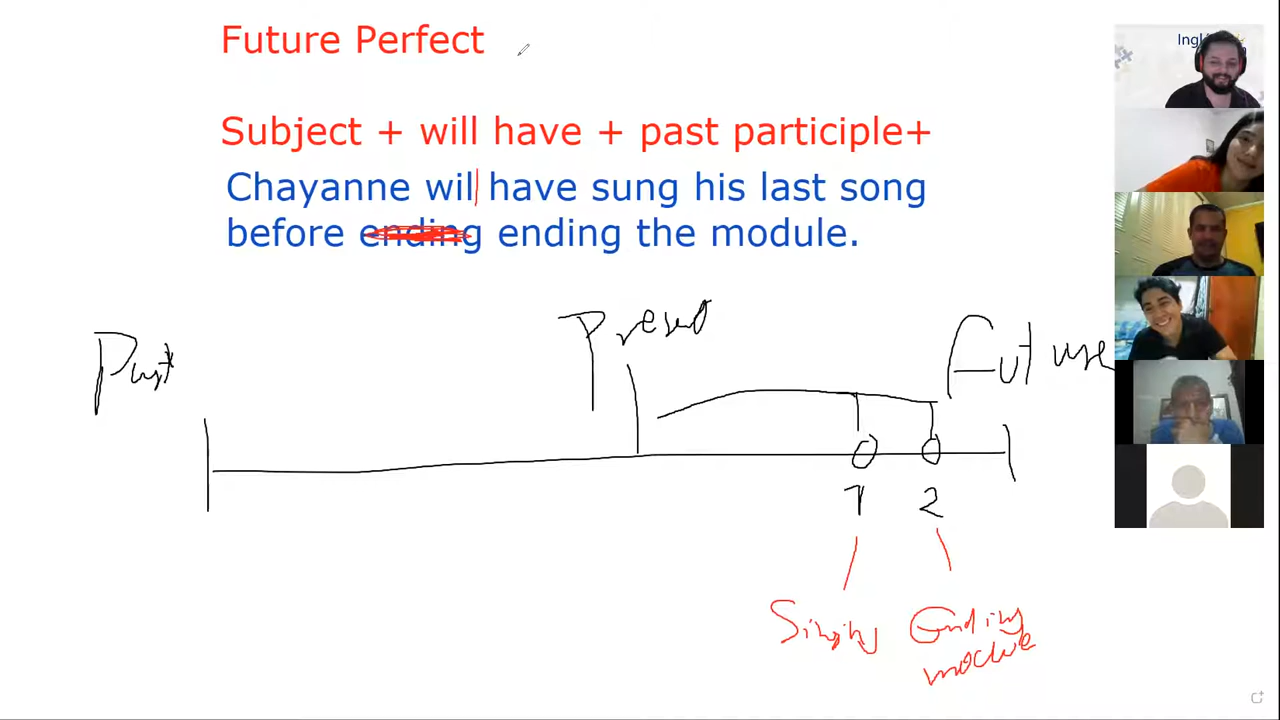 Future Perfect
Subject + will have + past participle+
Chayanne will have sung his last song
before ending ending the module.
Past
Present
Future
1
2
Singing
Ending
module